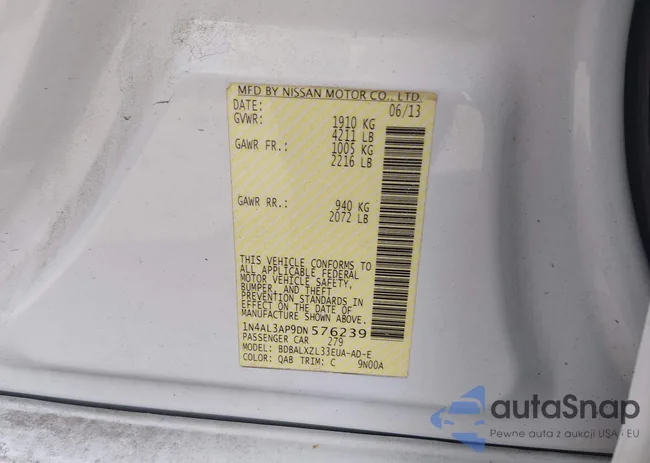 MFD BY NISSAN MOTOR CO., LTD.
DATE: 06/13
GVWR: 1910 KG
4211 LB
GAWR FR.: 1005 KG
2216 LB
GAWR RR.: 940 KG
2072 LB
THIS VEHICLE CONFORMS TO
ALL APPLICABLE FEDERAL
MOTOR VEHICLE SAFETY,
BUMPER, AND THEFT
PREVENTION STANDARDS IN
EFFECT ON THE DATE OF
MANUFACTURE SHOWN ABOVE.
1N4AL3AP9DN 576239
PASSENGER CAR 279
MODEL: BDBALXZL33EUA-AD-E
COLOR: QAB TRIM: C 9N00A
autaSnap
Pewne auta z aukcji USA i EU